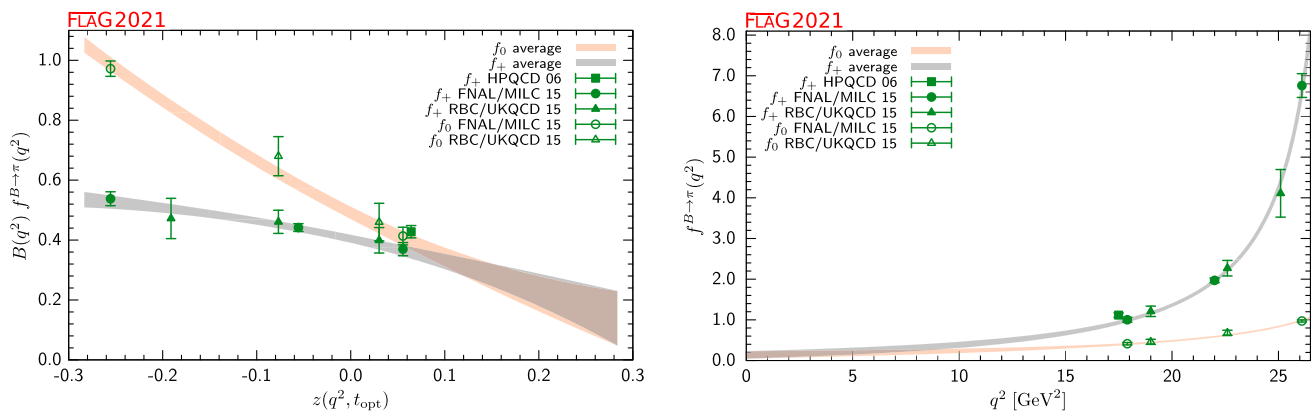 FLAG2021
f₀ average
f₊ average
f₊ HPQCD 06
f₊ FNAL/MILC 15
f₊ RBC/UKQCD 15
f₀ FNAL/MILC 15
f₀ RBC/UKQCD 15
1.0
0.8
0.6
0.4
0.2
0.0
B(q²) f^{B→π}(q²)
-0.3 -0.2 -0.1 0.0 0.1 0.2 0.3
z(q², t_opt)
FLAG2021
f₀ average
f₊ average
f₊ HPQCD 06
f₊ FNAL/MILC 15
f₊ RBC/UKQCD 15
f₀ FNAL/MILC 15
f₀ RBC/UKQCD 15
8.0
7.0
6.0
5.0
4.0
3.0
2.0
1.0
0.0
f^{B→π}(q²)
0 5 10 15 20 25
q² [GeV²]